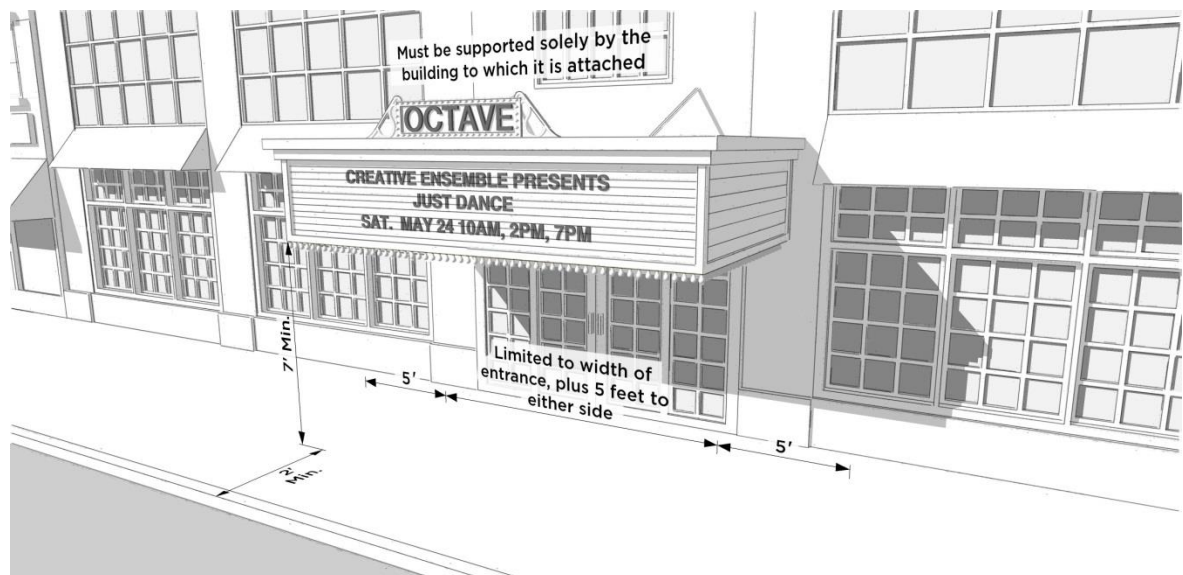 Must be supported solely by the
building to which it is attached
OCTAVE
CREATIVE ENSEMBLE PRESENTS
JUST DANCE
SAT. MAY 24 10AM, 2PM, 7PM
7' Min.
Limited to width of
entrance, plus 5 feet to
either side
5'
5'
2'
Min.